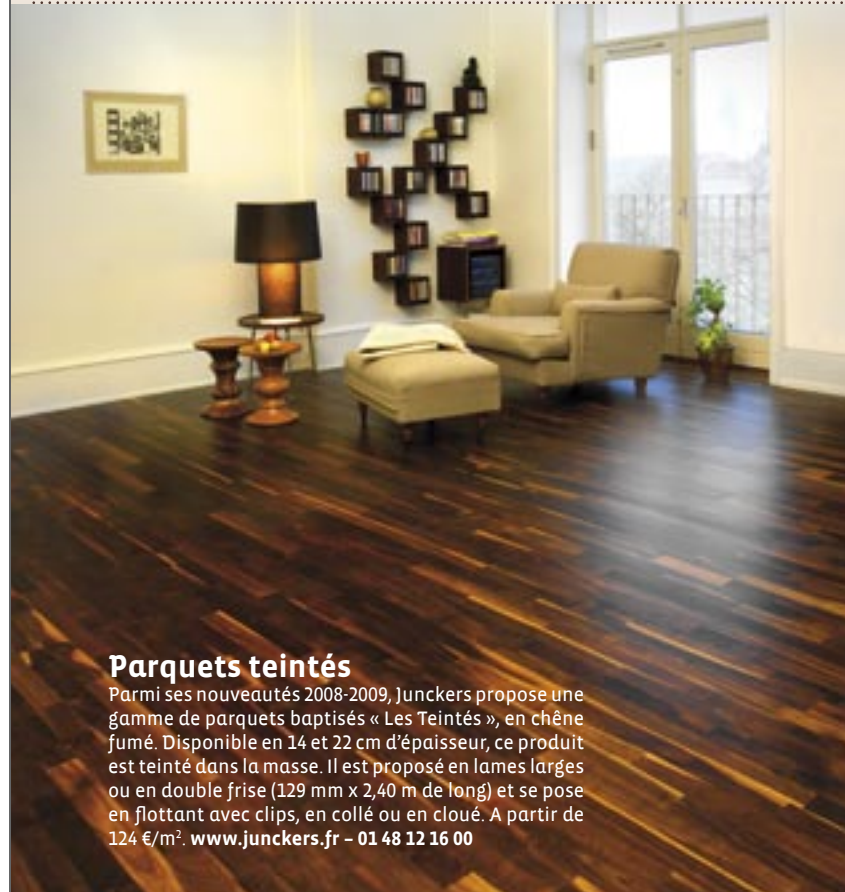 Parquets teintés
Parmi ses nouveautés 2008-2009, Junckers propose une
gamme de parquets baptisés « Les Teintés », en chêne
fumé. Disponible en 14 et 22 cm d'épaisseur, ce produit
est teinté dans la masse. Il est proposé en lames larges
ou en double frise (129 mm x 2,40 m de long) et se pose
en flottant avec clips, en collé ou en cloué. A partir de
124 €/m². www.junckers.fr – 01 48 12 16 00